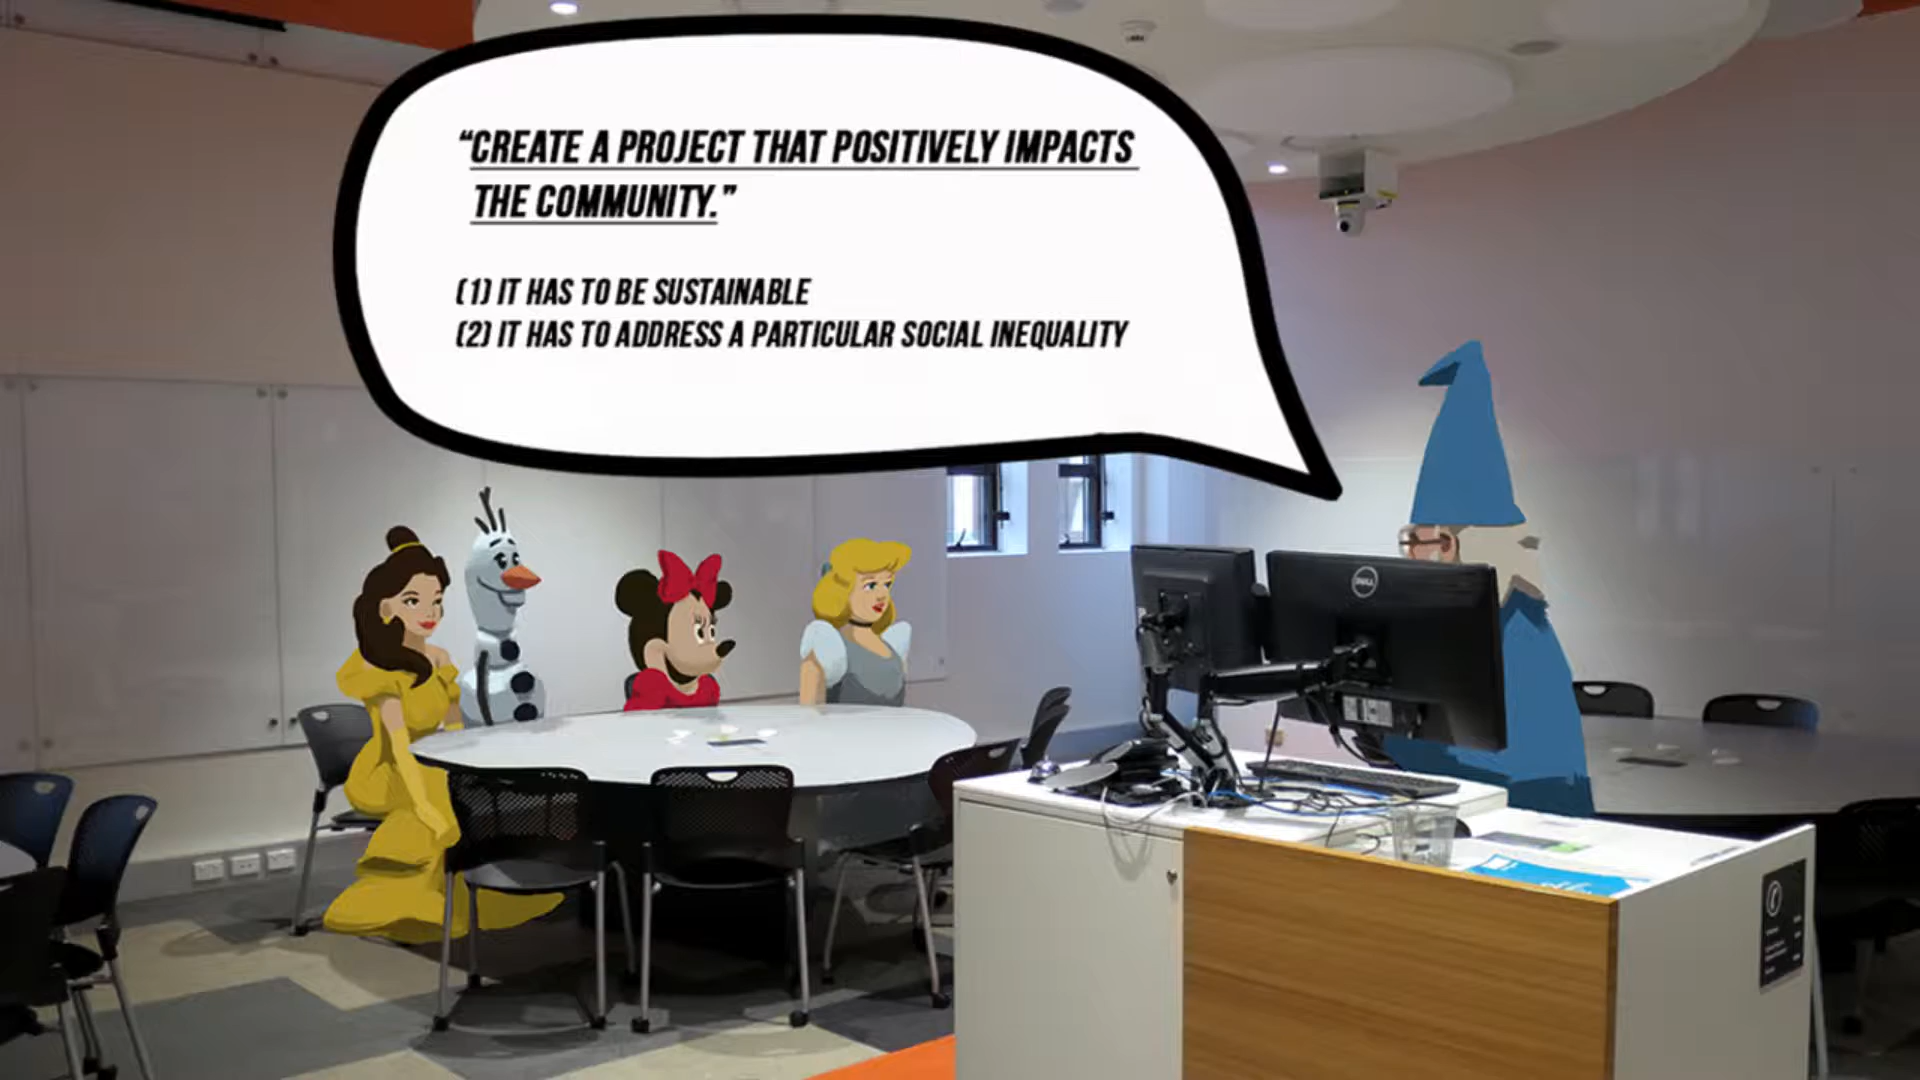 “CREATE A PROJECT THAT POSITIVELY IMPACTS
THE COMMUNITY.”
(1) IT HAS TO BE SUSTAINABLE
(2) IT HAS TO ADDRESS A PARTICULAR SOCIAL INEQUALITY
DELL